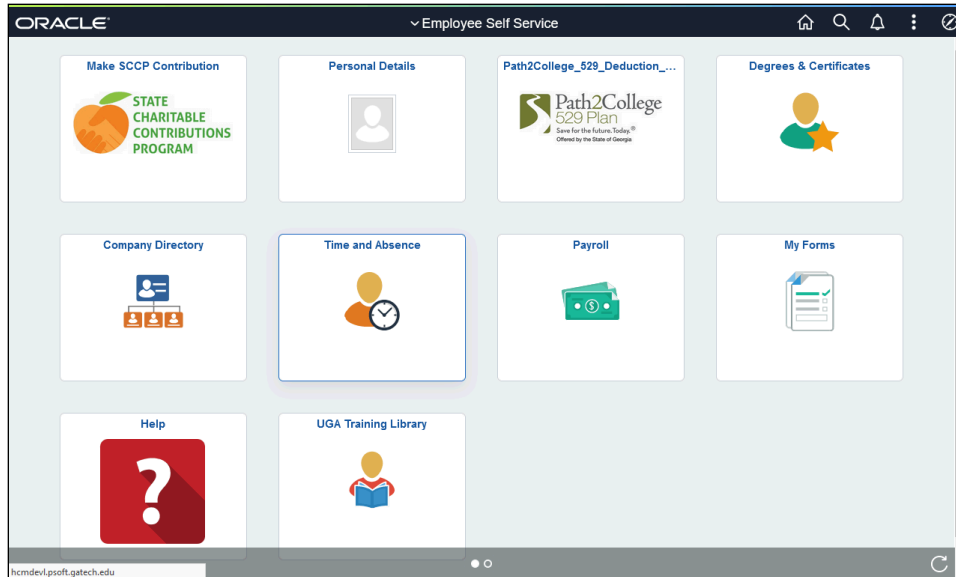 ORACLE
Employee Self Service
Make SCCP Contribution
STATE
CHARITABLE
CONTRIBUTIONS
PROGRAM
Personal Details
Path2College_529_Deduction_...
Path2College
529 Plan
Save for the future. Today.®
Offered by the State of Georgia
Degrees & Certificates
Company Directory
Time and Absence
Payroll
$
My Forms
Help
?
UGA Training Library
hcmdevl.psoft.gatech.edu